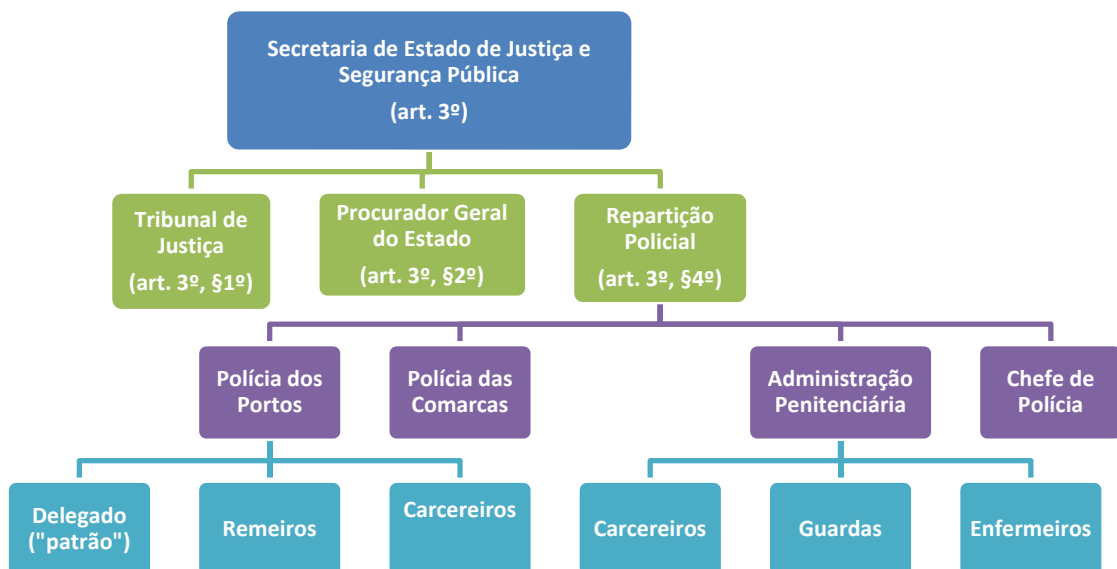 Secretaria de Estado de Justiça e
Segurança Pública
(art. 3º)
Tribunal de
Justiça
(art. 3º, §1º)
Procurador Geral
do Estado
(art. 3º, §2º)
Repartição
Policial
(art. 3º, §4º)
Polícia dos
Portos
Polícia das
Comarcas
Administração
Penitenciária
Chefe de
Polícia
Delegado
("patrão")
Remeiros
Carcereiros
Carcereiros
Guardas
Enfermeiros